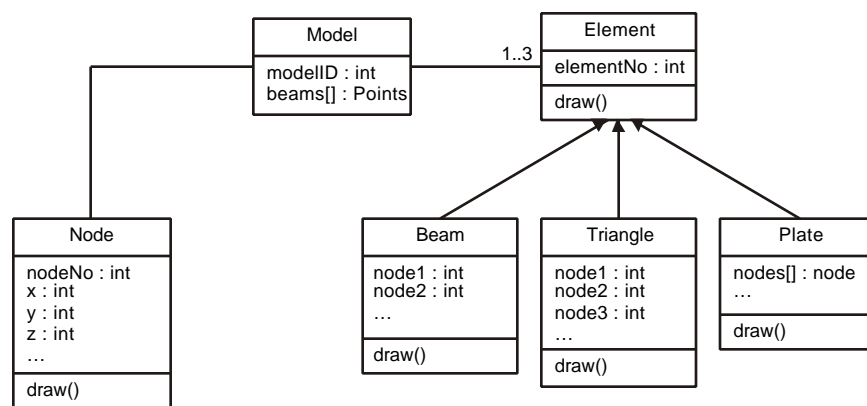 Model
modelID : int
beams[] : Points
1..3
Element
elementNo : int
draw()
Node
nodeNo : int
x : int
y : int
z : int
…
draw()
Beam
node1 : int
node2 : int
…
draw()
Triangle
node1 : int
node2 : int
node3 : int
…
draw()
Plate
nodes[] : node
…
draw()